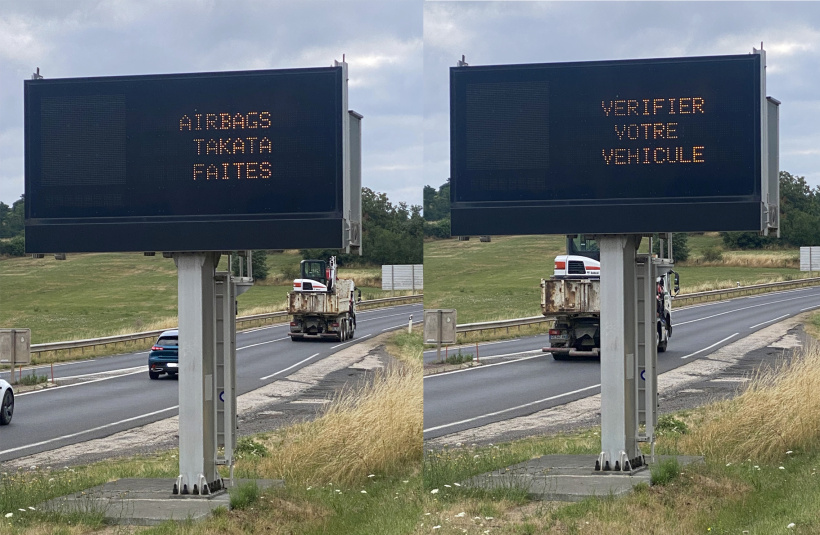 AIRBAGS
TAKATA
FAITES
VÉRIFIER
VOTRE
VEHICULE